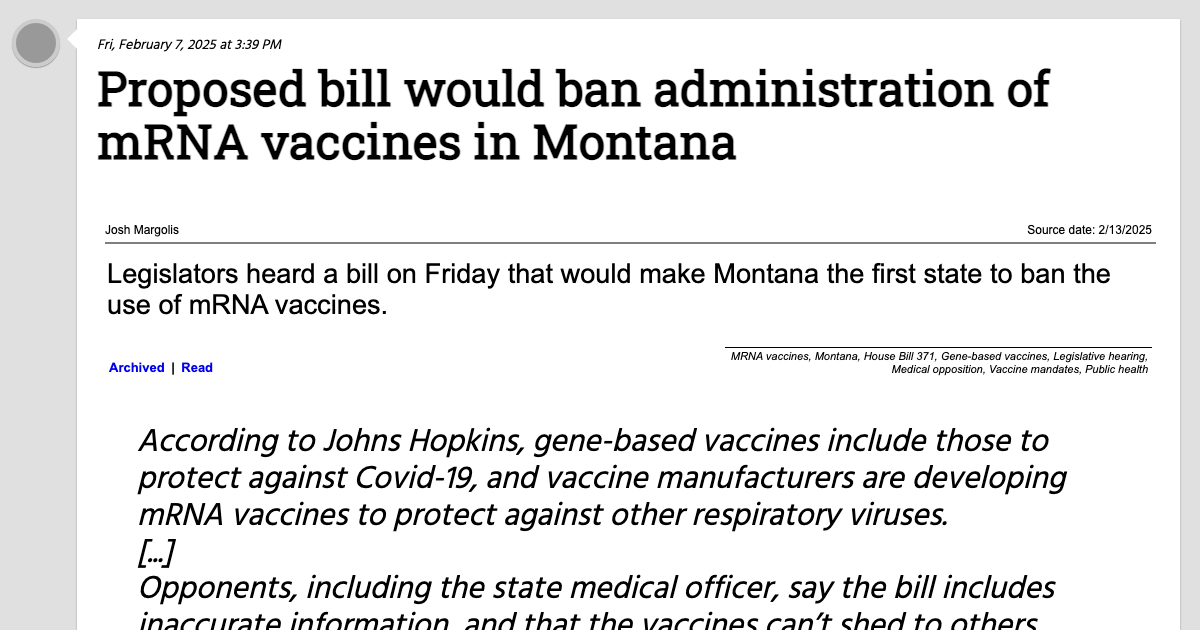 Fri, February 7, 2025 at 3:39 PM
Proposed bill would ban administration of
mRNA vaccines in Montana
Josh Margolis
Source date: 2/13/2025
Legislators heard a bill on Friday that would make Montana the first state to ban the
use of mRNA vaccines.
Archived | Read
MRNA vaccines, Montana, House Bill 371, Gene-based vaccines, Legislative hearing,
Medical opposition, Vaccine mandates, Public health
According to Johns Hopkins, gene-based vaccines include those to
protect against Covid-19, and vaccine manufacturers are developing
mRNA vaccines to protect against other respiratory viruses.
[...]
Opponents, including the state medical officer, say the bill includes
inaccurate information, and that the vaccines can’t shed to others